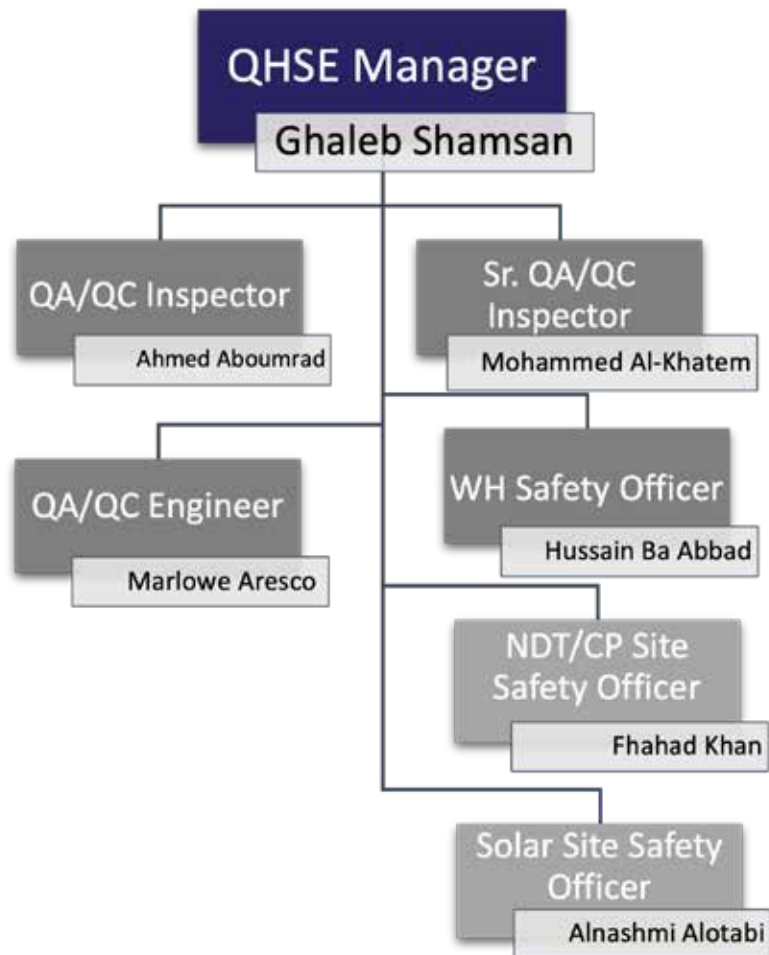 QHSE Manager
Ghaleb Shamsan
QA/QC Inspector
Ahmed Aboumrad
Sr. QA/QC
Inspector
Mohammed Al-Khatem
QA/QC Engineer
Marlowe Aresco
WH Safety Officer
Hussain Ba Abbad
NDT/CP Site
Safety Officer
Fhahad Khan
Solar Site Safety
Officer
Alnashmi Alotabi